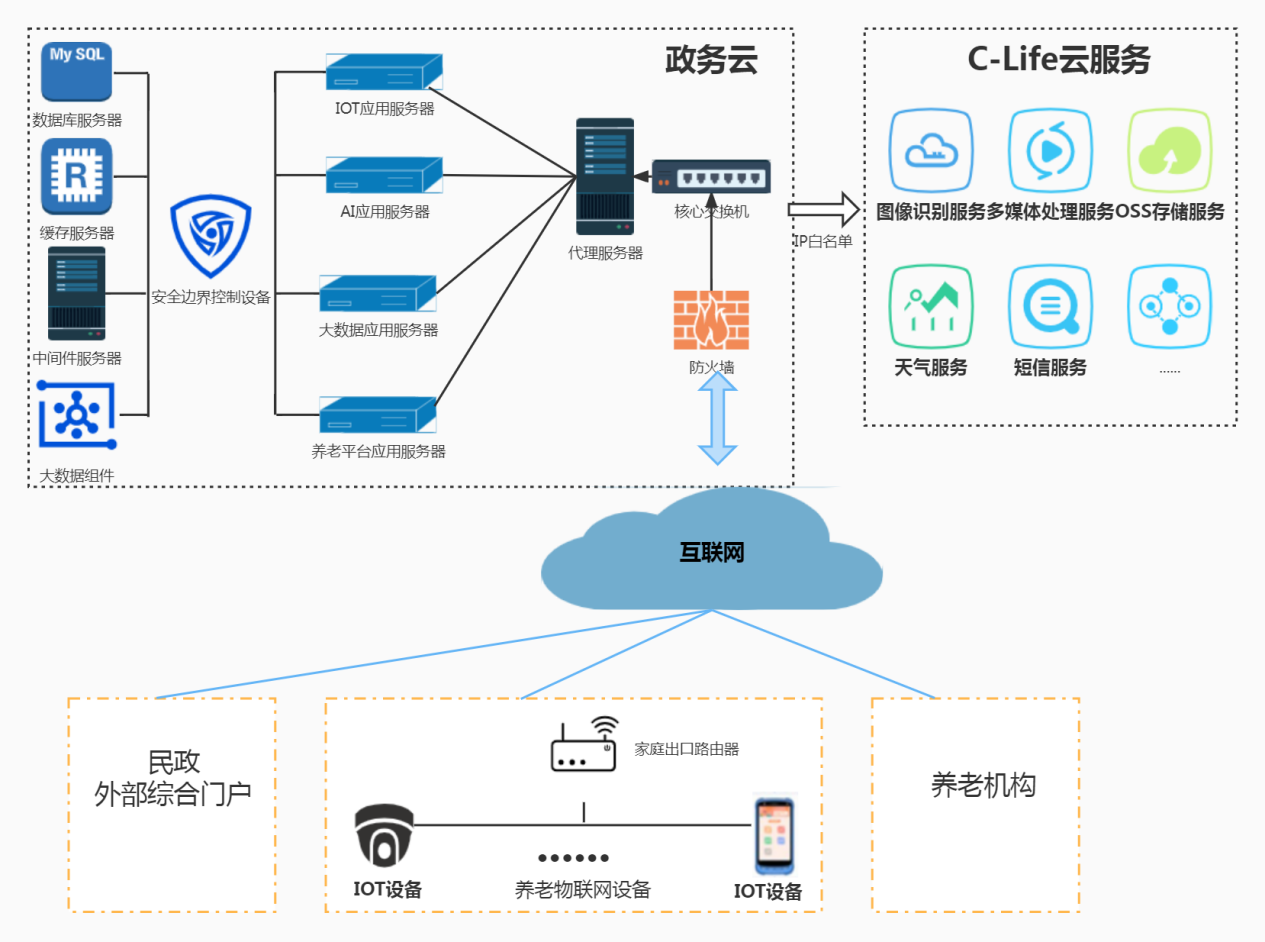 政务云
My SQL
数据库服务器
R
缓存服务器
中间件服务器
大数据组件
安全边界控制设备
IOT应用服务器
AI应用服务器
大数据应用服务器
养老平台应用服务器
代理服务器
核心交换机
防火墙
IP白名单
C-Life云服务
图像识别服务
多媒体处理服务
OSS存储服务
天气服务
短信服务
......
互联网
民政
外部综合门户
家庭出口路由器
IOT设备
养老物联网设备
IOT设备
养老机构